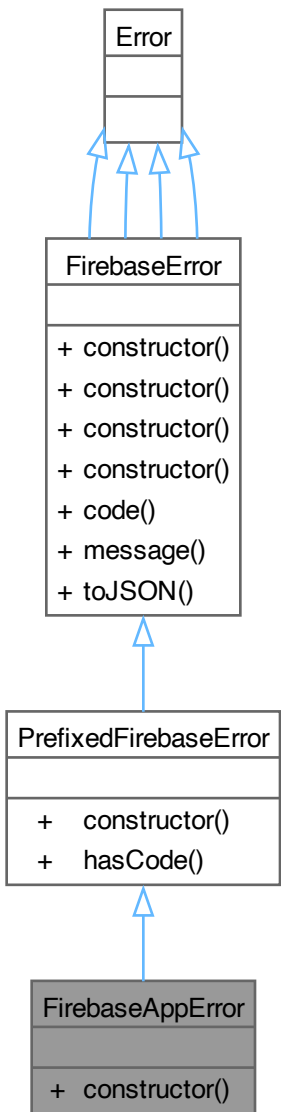 Error
FirebaseError
+ constructor()
+ constructor()
+ constructor()
+ constructor()
+ code()
+ message()
+ toJSON()
PrefixedFirebaseError
+ constructor()
+ hasCode()
FirebaseAppError
+ constructor()